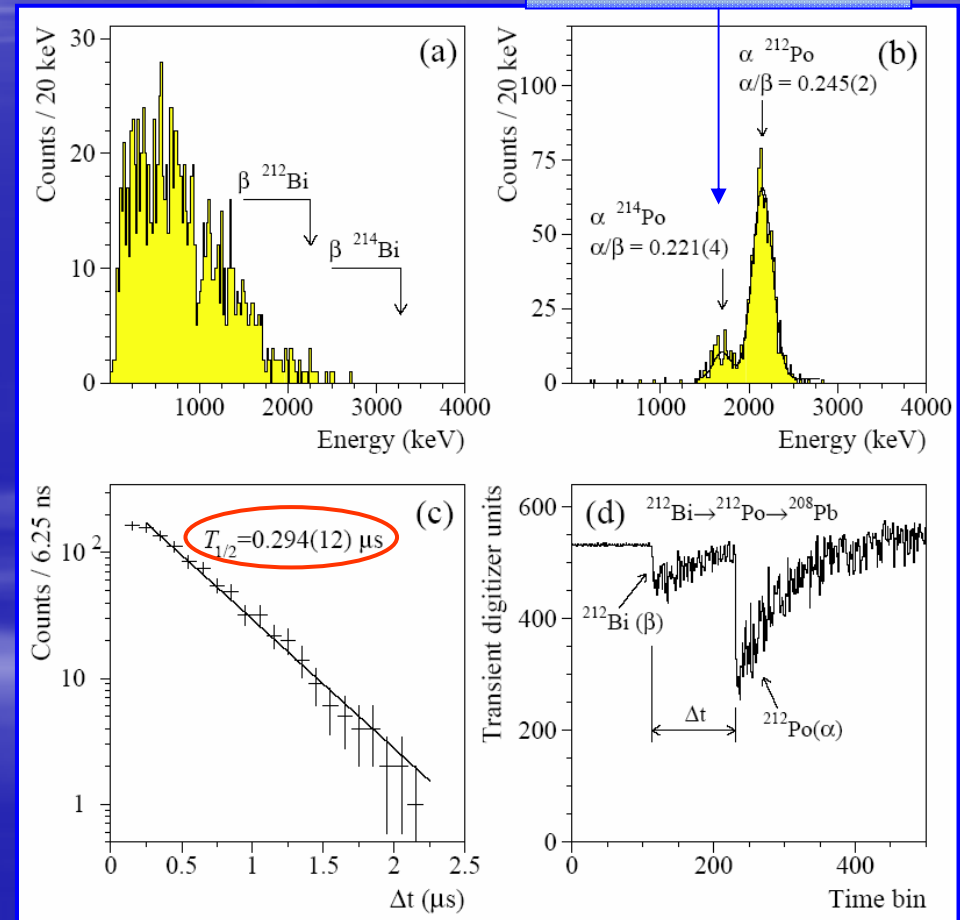 (a)
Counts / 20 keV
30
20
10
0
β ²¹²Bi
β ²¹⁴Bi
1000 2000 3000 4000
Energy (keV)
(b)
Counts / 20 keV
100
75
50
25
0
α ²¹²Po
α/β = 0.245(2)
α ²¹⁴Po
α/β = 0.221(4)
1000 2000 3000 4000
Energy (keV)
(c)
Counts / 6.25 ns
10²
10
1
T₁/₂=0.294(12) μs
0 0.5 1 1.5 2 2.5
Δt (μs)
(d)
Transient digitizer units
600
400
200
0
²¹²Bi→²¹²Po→²⁰⁸Pb
²¹²Bi (β)
Δt
²¹²Po(α)
0 200 400
Time bin